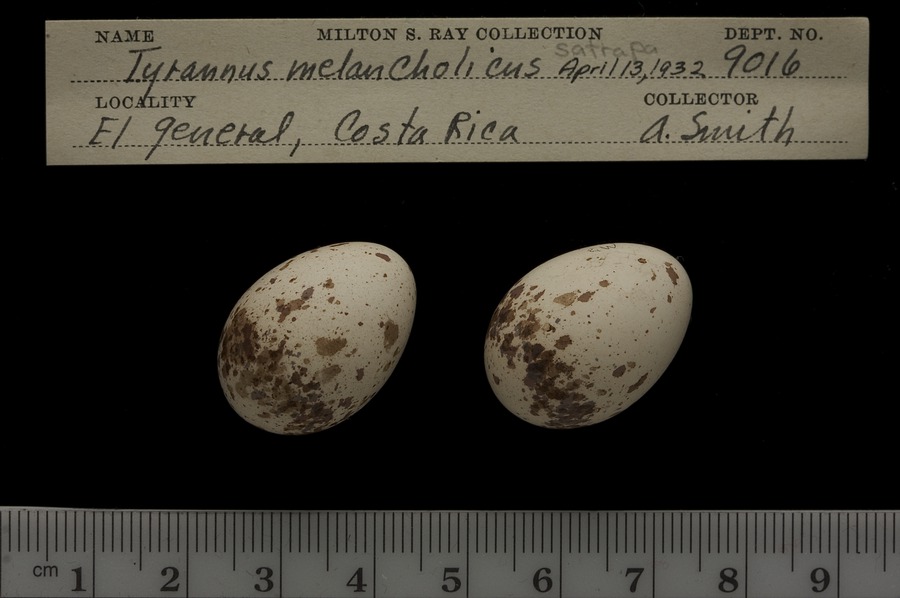 NAME MILTON S. RAY COLLECTION DEPT. NO.
satrapa
Tyrannus melancholicus April 13, 1932 9016
LOCALITY COLLECTOR
El general, Costa Rica A. Smith
cm 1 2 3 4 5 6 7 8 9